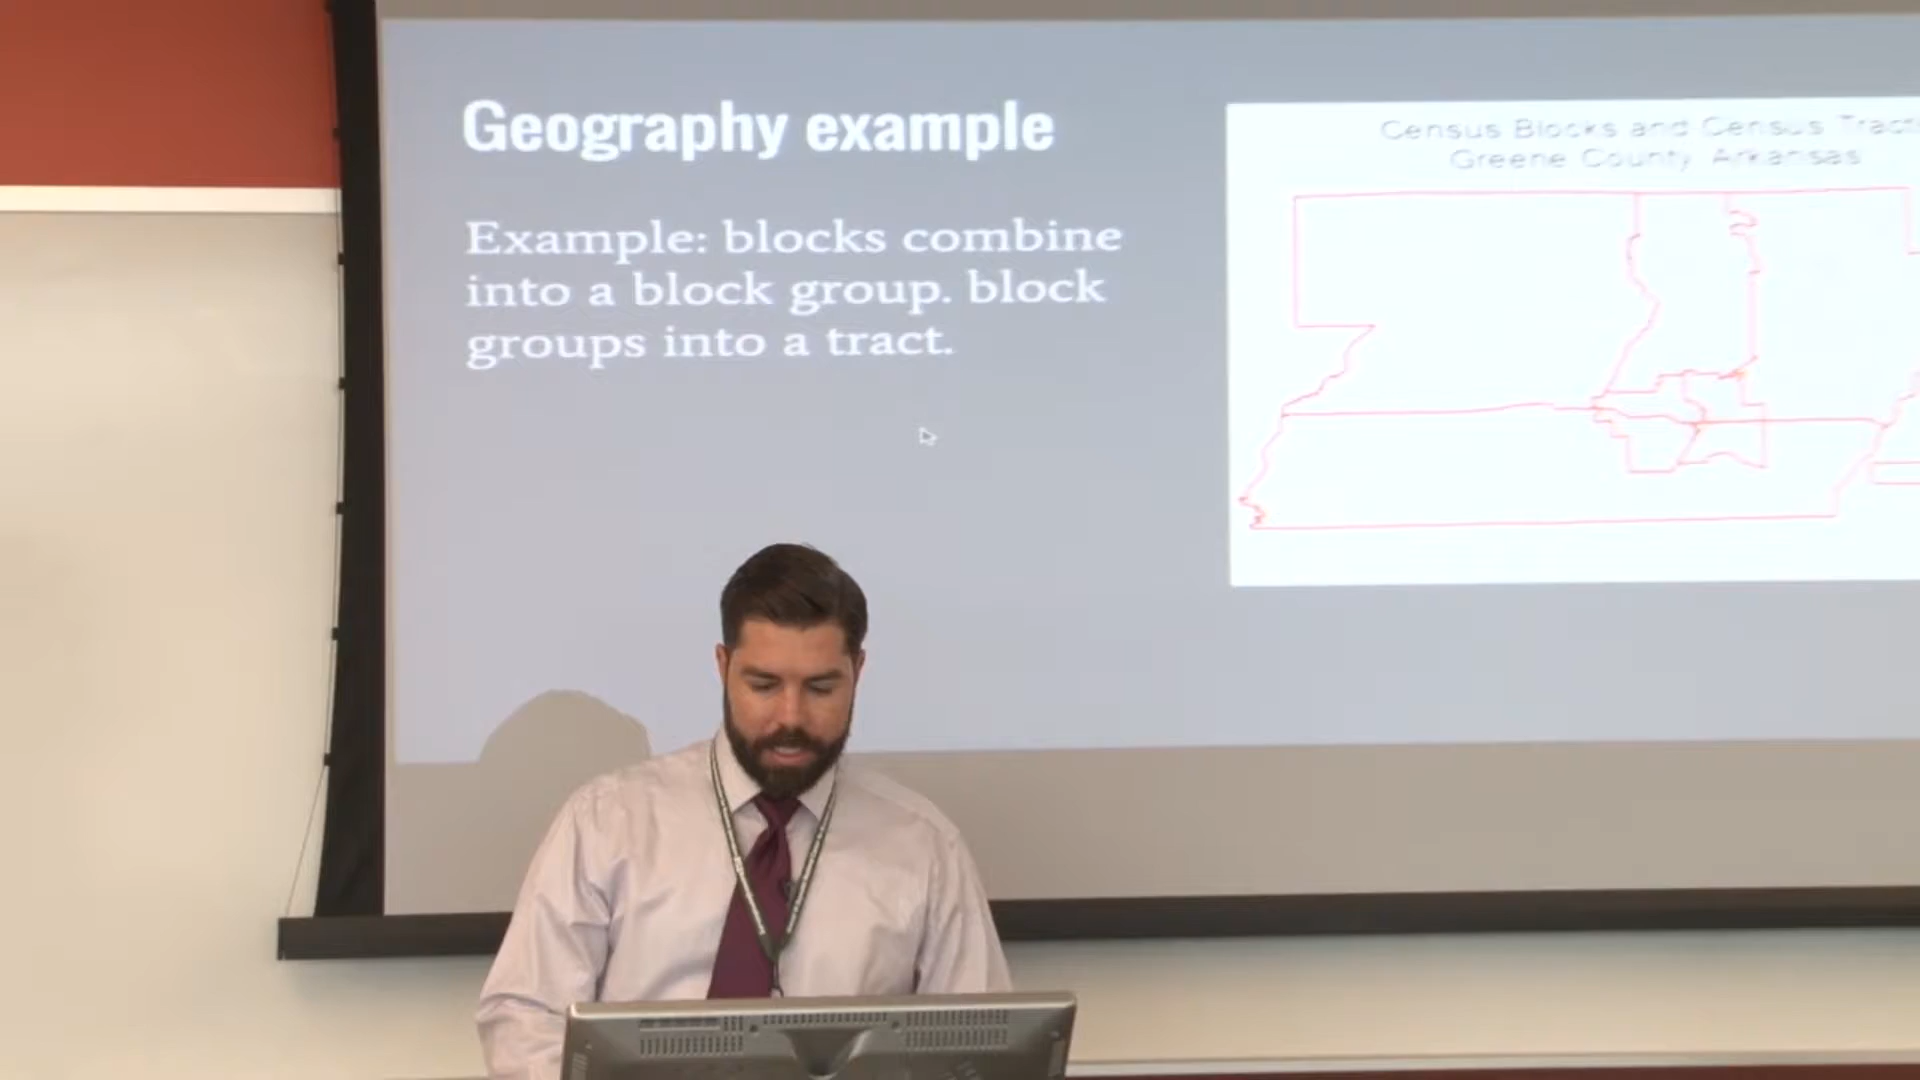 Geography example
Example: blocks combine
into a block group. block
groups into a tract.
Census Blocks and Census Tract
Greene County, Arkansas